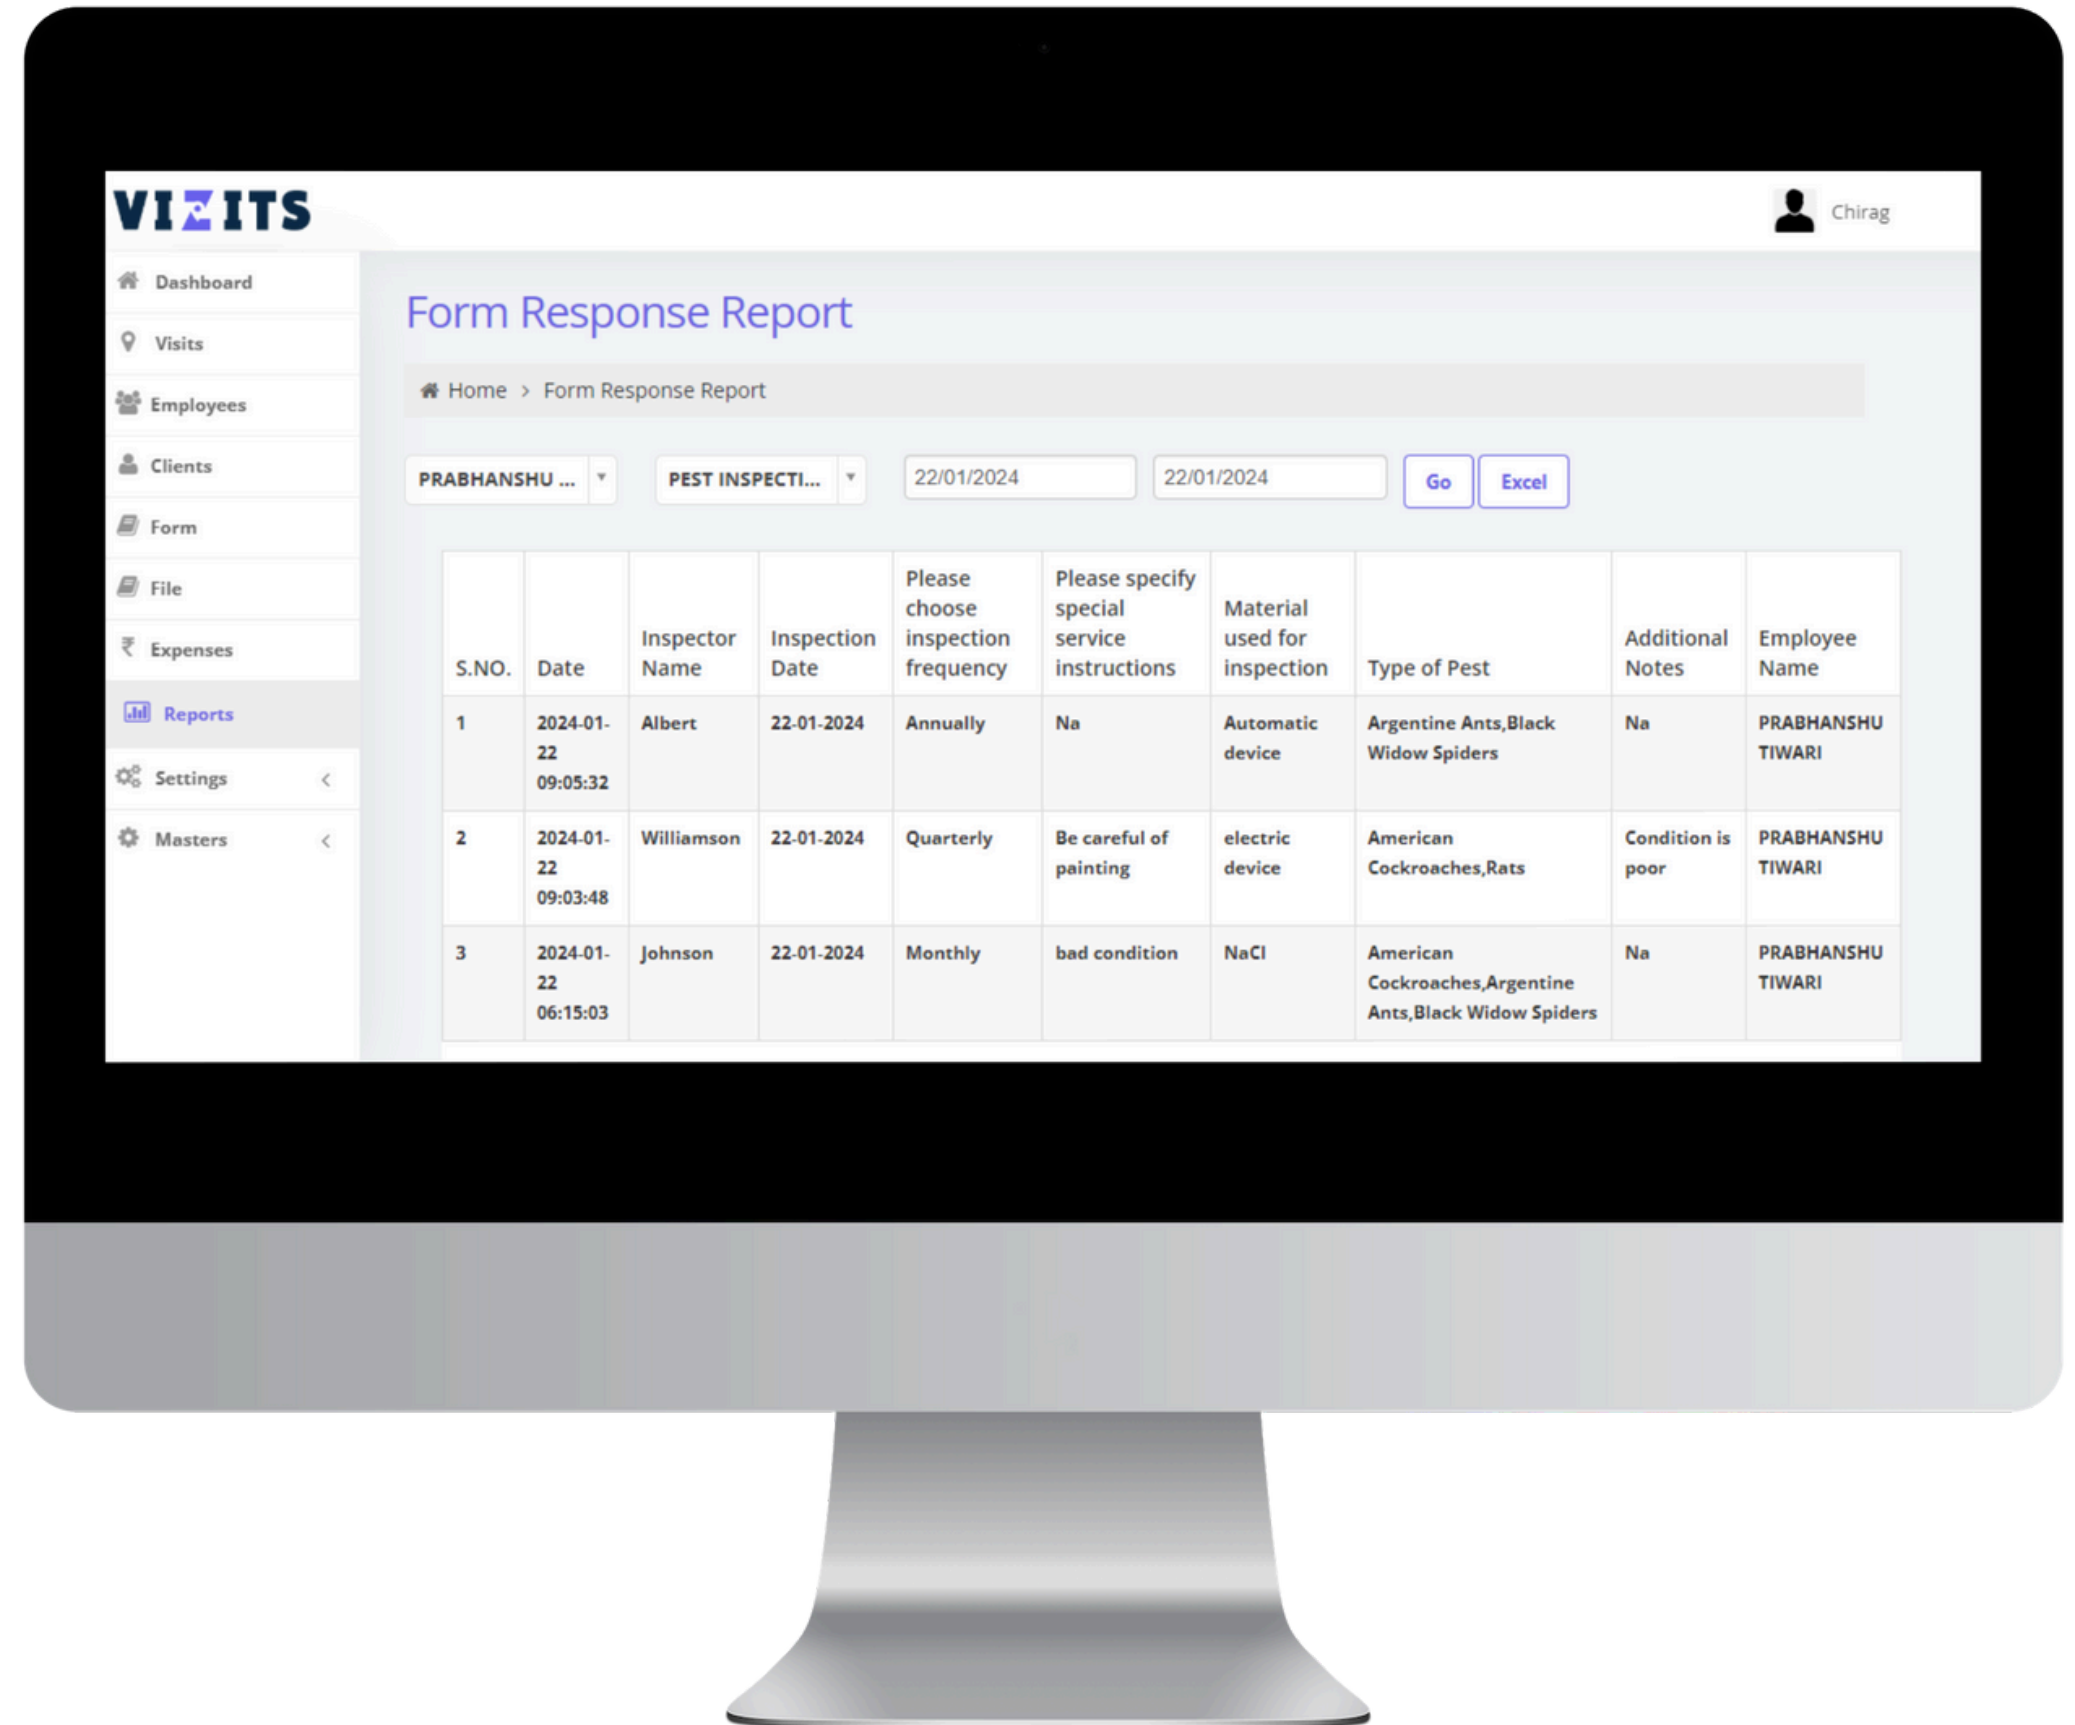 VIZITS
Chirag
Dashboard
Visits
Employees
Clients
Form
File
₹ Expenses
Reports
Settings <
Masters <
Form Response Report
Home > Form Response Report
PRABHANSHU ...
PEST INSPECTI...
22/01/2024
22/01/2024
Go
Excel
S.NO.
Date
Inspector
Name
Inspection
Date
Please
choose
inspection
frequency
Please specify
special
service
instructions
Material
used for
inspection
Type of Pest
Additional
Notes
Employee
Name
1
2024-01-
22
09:05:32
Albert
22-01-2024
Annually
Na
Automatic
device
Argentine Ants,Black
Widow Spiders
Na
PRABHANSHU
TIWARI
2
2024-01-
22
09:03:48
Williamson
22-01-2024
Quarterly
Be careful of
painting
electric
device
American
Cockroaches,Rats
Condition is
poor
PRABHANSHU
TIWARI
3
2024-01-
22
06:15:03
Johnson
22-01-2024
Monthly
bad condition
NaCl
American
Cockroaches,Argentine
Ants,Black Widow Spiders
Na
PRABHANSHU
TIWARI